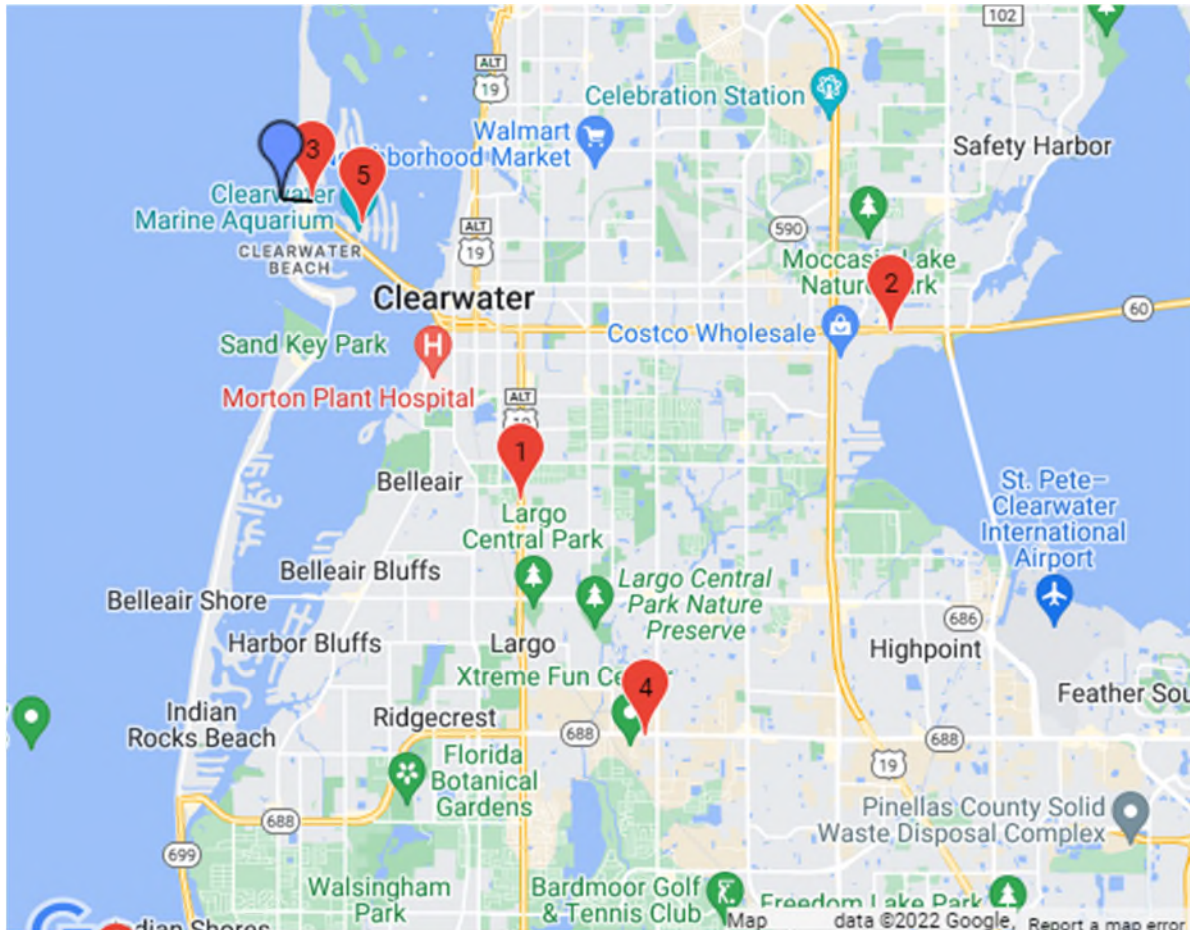 102
ALT
19
Celebration Station
Walmart
Neighborhood Market
Safety Harbor
3
5
Clearwater
Marine Aquarium
CLEARWATER
BEACH
590
ALT
19
Moccasin Lake
Nature Park
2
Clearwater
60
Costco Wholesale
Sand Key Park
H
Morton Plant Hospital
ALT
1
Belleair
St. Pete–
Clearwater
International
Airport
Largo
Central Park
Belleair Bluffs
Largo Central
Park Nature
Preserve
Belleair Shore
686
Harbor Bluffs
Largo
Highpoint
Xtreme Fun Center
4
Feather Sou
Indian
Rocks Beach
Ridgecrest
688
688
Florida
Botanical
Gardens
19
688
Pinellas County Solid
Waste Disposal Complex
699
Walsingham
Park
Bardmoor Golf
& Tennis Club
Freedom Lake Park
dian Shores
Map data ©2022 Google, Report a map error